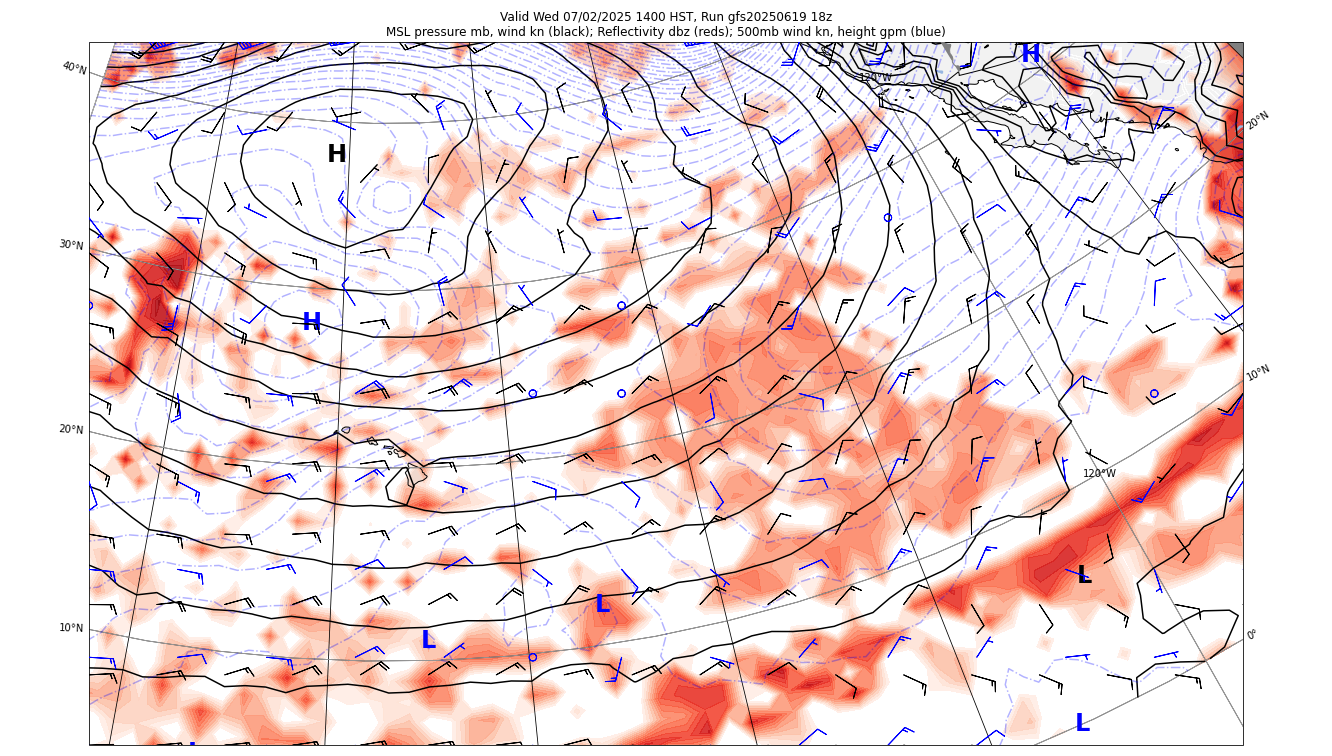 Valid Wed 07/02/2025 1400 HST, Run gfs20250619 18z
MSL pressure mb, wind kn (black); Reflectivity dbz (reds); 500mb wind kn, height gpm (blue)
H
40°N
120°W
20°N
H
30°N
H
10°N
20°N
120°W
L
L
10°N
L
0°
L
L